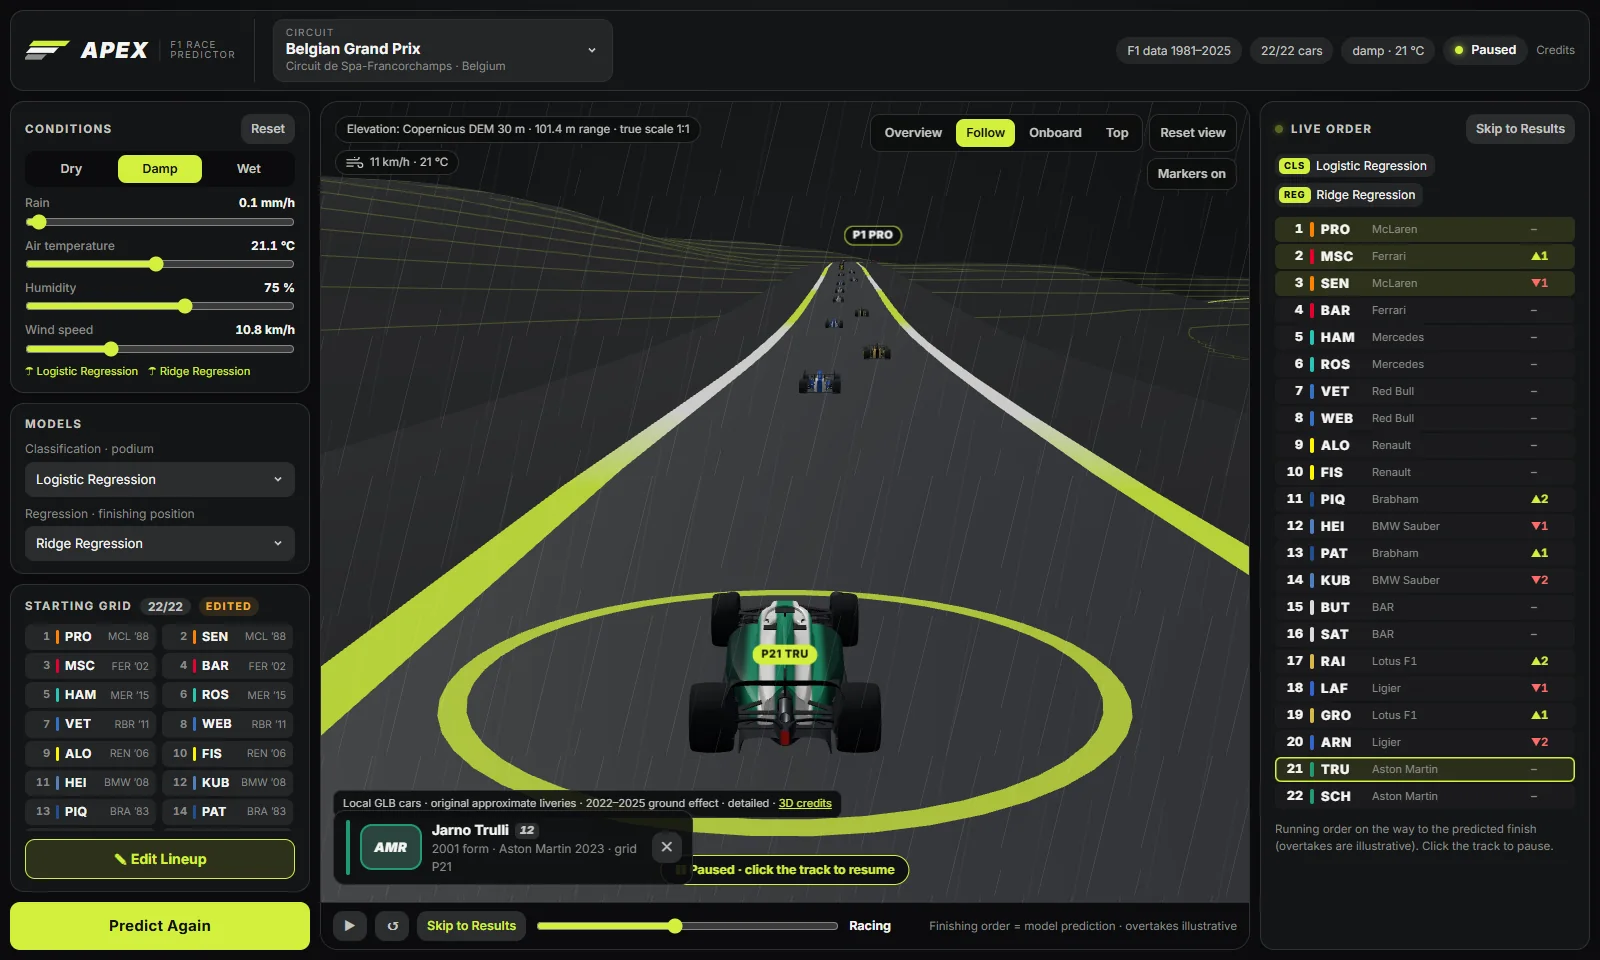 APEX
F1 RACE
PREDICTOR
CIRCUIT
Belgian Grand Prix
Circuit de Spa-Francorchamps · Belgium
F1 data 1981–2025
22/22 cars
damp · 21 °C
Paused
Credits
CONDITIONS
Reset
Dry
Damp
Wet
Rain
0.1 mm/h
Air temperature
21.1 °C
Humidity
75 %
Wind speed
10.8 km/h
Logistic Regression
Ridge Regression
MODELS
Classification · podium
Logistic Regression
Regression · finishing position
Ridge Regression
STARTING GRID 22/22 EDITED
1 PRO MCL '88
2 SEN MCL '88
3 MSC FER '02
4 BAR FER '02
5 HAM MER '15
6 ROS MER '15
7 VET RBR '11
8 WEB RBR '11
9 ALO REN '06
10 FIS REN '06
11 HEI BMW '08
12 KUB BMW '08
13 PIQ BRA '83
14 PAT BRA '83
Edit Lineup
Predict Again
Elevation: Copernicus DEM 30 m · 101.4 m range · true scale 1:1
11 km/h · 21 °C
Overview
Follow
Onboard
Top
Reset view
Markers on
P1 PRO
P21 TRU
Local GLB cars · original approximate liveries · 2022–2025 ground effect · detailed · 3D credits
AMR
Jarno Trulli 12
2001 form · Aston Martin 2023 · grid
P21
Paused · click the track to resume
Skip to Results
Racing
Finishing order = model prediction · overtakes illustrative
LIVE ORDER
Skip to Results
CLS Logistic Regression
REG Ridge Regression
1 PRO McLaren –
2 MSC Ferrari ▲1
3 SEN McLaren ▼1
4 BAR Ferrari –
5 HAM Mercedes –
6 ROS Mercedes –
7 VET Red Bull –
8 WEB Red Bull –
9 ALO Renault –
10 FIS Renault –
11 PIQ Brabham ▲2
12 HEI BMW Sauber ▼1
13 PAT Brabham ▲1
14 KUB BMW Sauber ▼2
15 BUT BAR –
16 SAT BAR –
17 RAI Lotus F1 ▲2
18 LAF Ligier ▼1
19 GRO Lotus F1 ▲1
20 ARN Ligier ▼2
21 TRU Aston Martin –
22 SCH Aston Martin
Running order on the way to the predicted finish
(overtakes are illustrative). Click the track to pause.